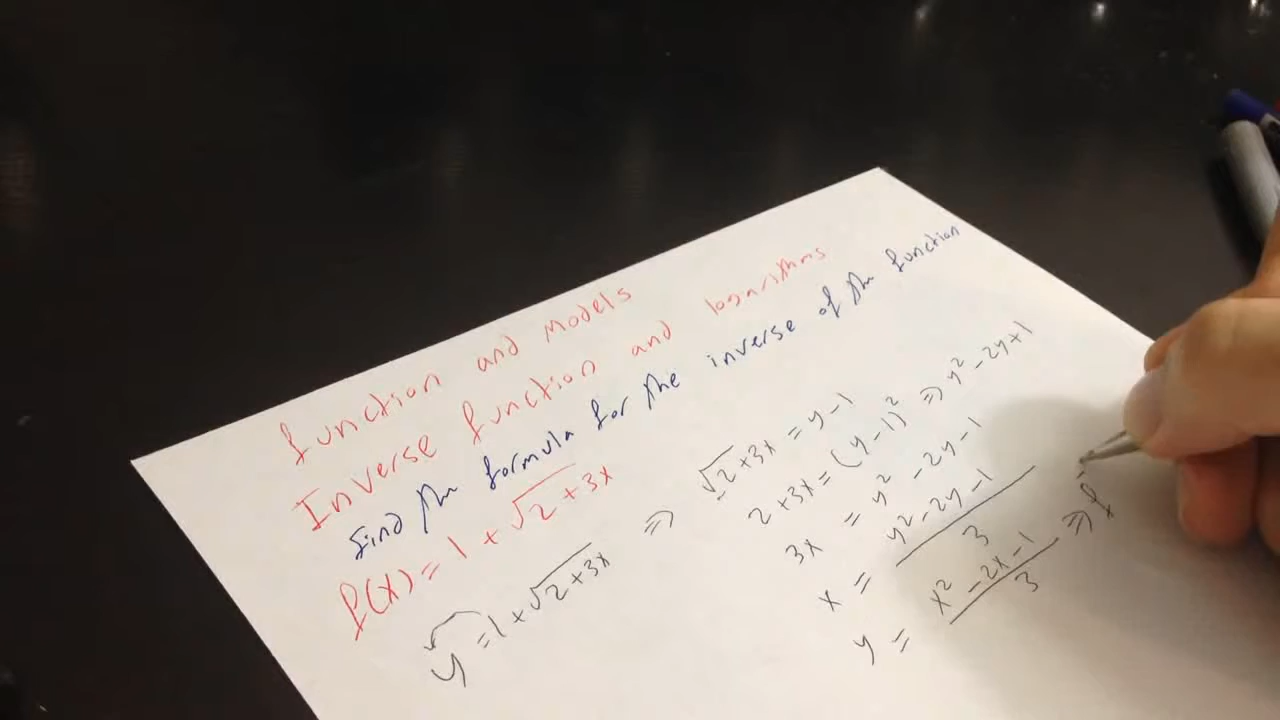 function and models
Inverse function and logarithms
find the formula for the inverse of the function
f(x) = 1 + √2+3x
y = 1 + √2+3x ⇒ √2+3x = y-1
2+3x = (y-1)² ⇒ y²-2y+1
3x = y²-2y-1
x = y²-2y-1 / 3
y = x²-2x-1 / 3 ⇒ f